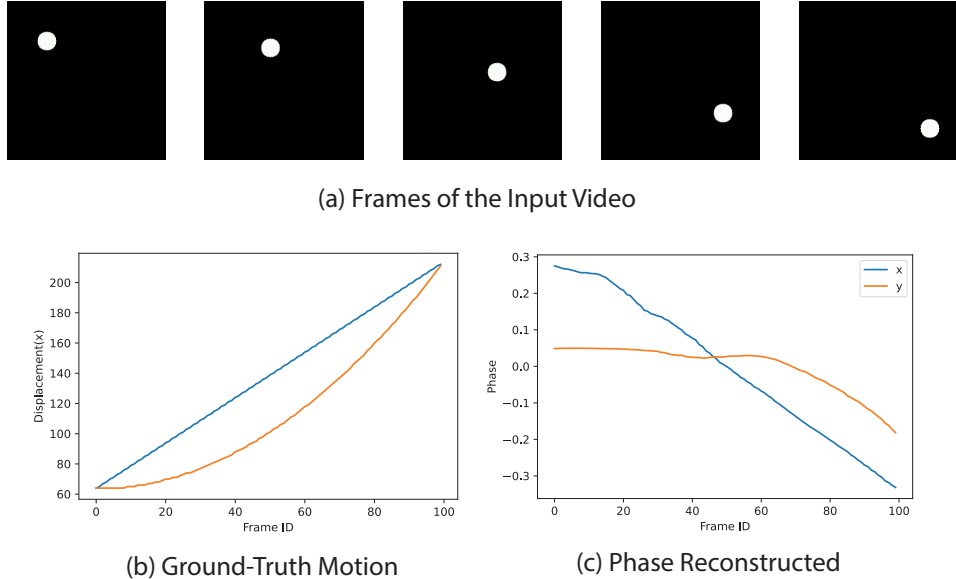 (a) Frames of the Input Video
200
180
160
140
120
100
80
60
Displacement(x)
0 20 40 60 80 100
Frame ID
(b) Ground-Truth Motion
0.3
0.2
0.1
0.0
−0.1
−0.2
−0.3
Phase
x
y
0 20 40 60 80 100
Frame ID
(c) Phase Reconstructed